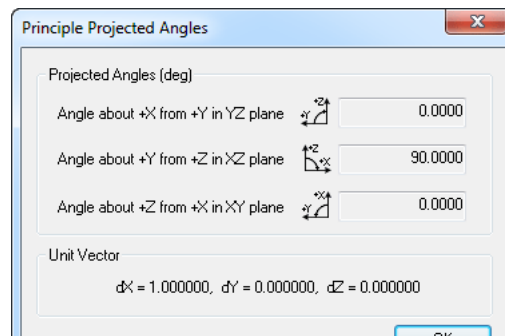 Principle Projected Angles
Projected Angles (deg)
Angle about +X from +Y in YZ plane +Z +Y 0.0000
Angle about +Y from +Z in XZ plane +Z +X 90.0000
Angle about +Z from +X in XY plane +X +Y 0.0000
Unit Vector
dX = 1.000000, dY = 0.000000, dZ = 0.000000
OK